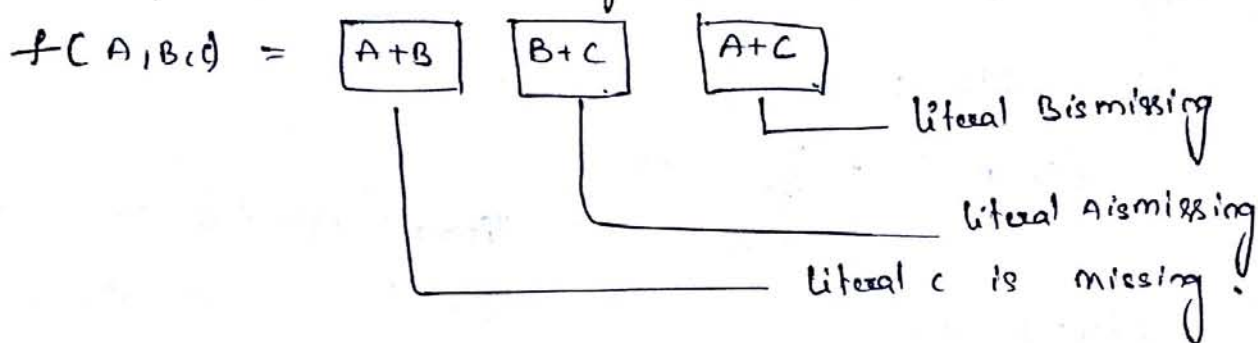 f( A,B,C) = A+B B+C A+C
literal B is missing
literal A is missing
literal c is missing.